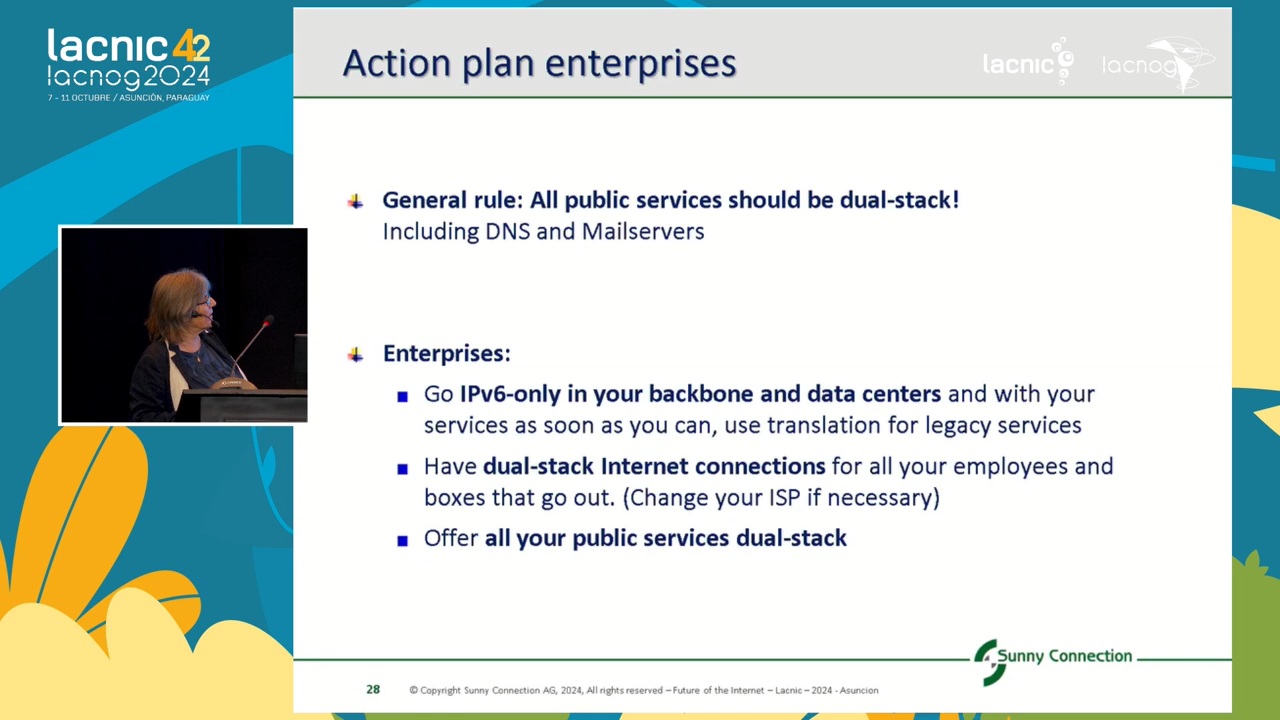 lacnic 42
lacnog2024
7 - 11 OCTUBRE / ASUNCIÓN, PARAGUAY
Action plan enterprises
lacnic
lacnog
General rule: All public services should be dual-stack!
Including DNS and Mailservers
Enterprises:
Go IPv6-only in your backbone and data centers and with your
services as soon as you can, use translation for legacy services
Have dual-stack Internet connections for all your employees and
boxes that go out. (Change your ISP if necessary)
Offer all your public services dual-stack
Sunny Connection
28
© Copyright Sunny Connection AG, 2024, All rights reserved – Future of the Internet – Lacnic – 2024 - Asuncion